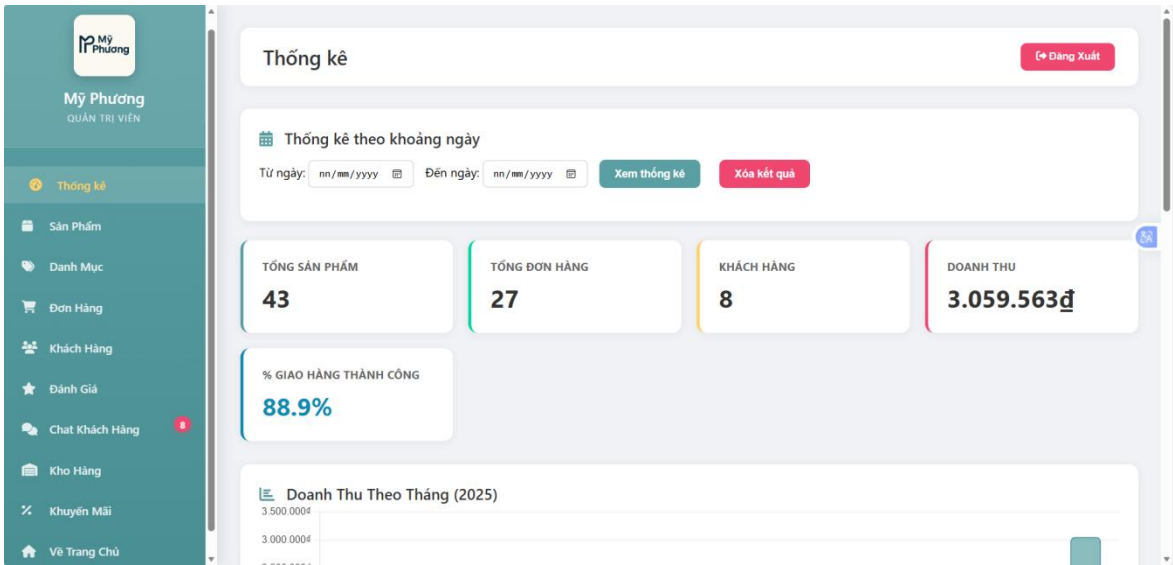 Mỹ
Phương
Mỹ Phương
QUẢN TRỊ VIÊN
Thống kê
Sản Phẩm
Danh Mục
Đơn Hàng
Khách Hàng
Đánh Giá
Chat Khách Hàng 8
Kho Hàng
Khuyến Mãi
Về Trang Chủ
Thống kê
Đăng Xuất
Thống kê theo khoảng ngày
Từ ngày: nn/mm/yyyy Đến ngày: nn/mm/yyyy Xem thống kê Xóa kết quả
TỔNG SẢN PHẨM
43
TỔNG ĐƠN HÀNG
27
KHÁCH HÀNG
8
DOANH THU
3.059.563₫
% GIAO HÀNG THÀNH CÔNG
88.9%
Doanh Thu Theo Tháng (2025)
3.500.000₫
3.000.000₫